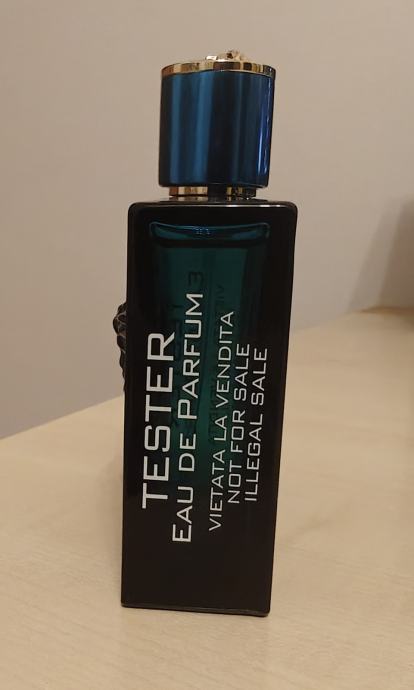 TESTER
EAU DE PARFUM
VIETATA LA VENDITA
NOT FOR SALE
ILLEGAL SALE